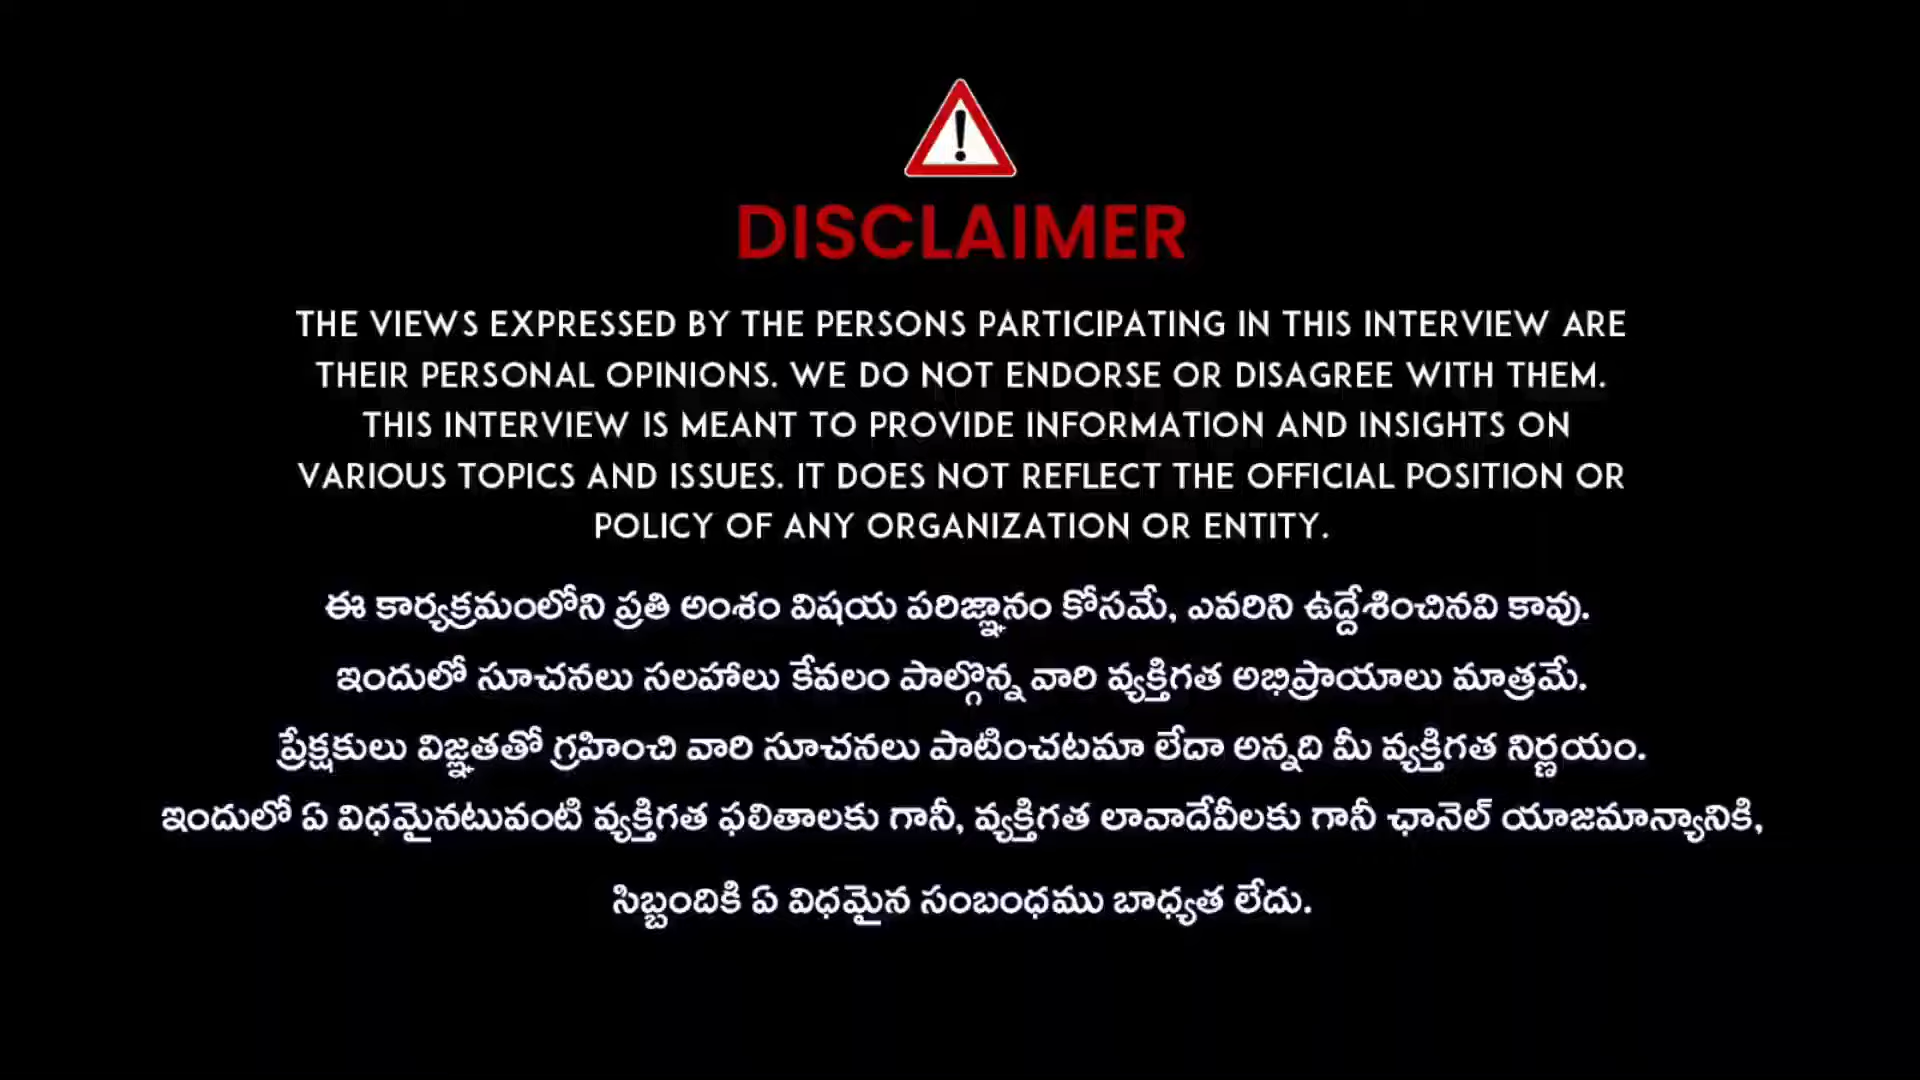 DISCLAIMER
THE VIEWS EXPRESSED BY THE PERSONS PARTICIPATING IN THIS INTERVIEW ARE
THEIR PERSONAL OPINIONS. WE DO NOT ENDORSE OR DISAGREE WITH THEM.
THIS INTERVIEW IS MEANT TO PROVIDE INFORMATION AND INSIGHTS ON
VARIOUS TOPICS AND ISSUES. IT DOES NOT REFLECT THE OFFICIAL POSITION OR
POLICY OF ANY ORGANIZATION OR ENTITY.
ఈ కార్యక్రమంలోని ప్రతి అంశం విషయ పరిజ్ఞానం కోసమే, ఎవరిని ఉద్దేశించినవి కావు.
ఇందులో సూచనలు సలహాలు కేవలం పాల్గొన్న వారి వ్యక్తిగత అభిప్రాయాలు మాత్రమే.
ప్రేక్షకులు విజ్ఞతతో గ్రహించి వారి సూచనలు పాటించటమా లేదా అన్నది మీ వ్యక్తిగత నిర్ణయం.
ఇందులో ఏ విధమైనటువంటి వ్యక్తిగత ఫలితాలకు గానీ, వ్యక్తిగత లావాదేవీలకు గానీ ఛానెల్ యాజమాన్యానికి,
సిబ్బందికి ఏ విధమైన సంబంధము బాధ్యత లేదు.